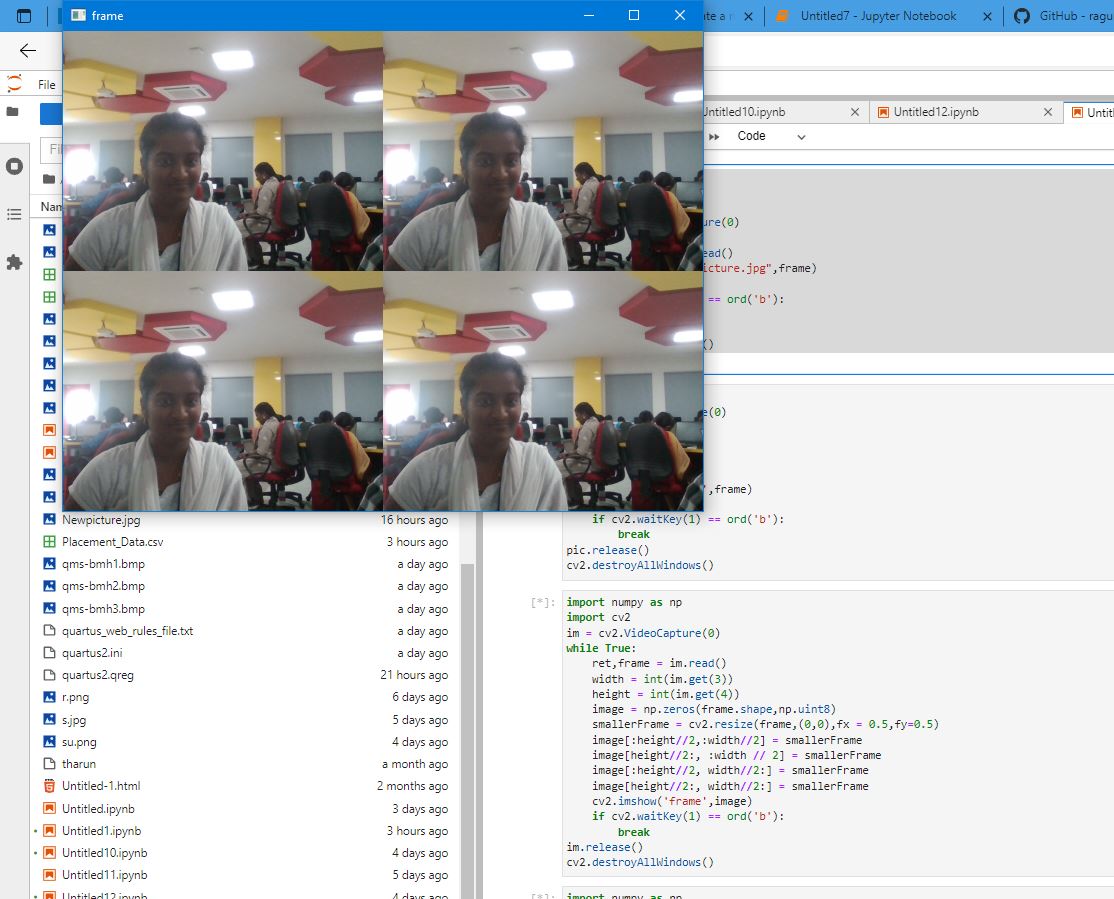 frame
ate a
Untitled7 - Jupyter Notebook
GitHub - ragu
File
Untitled10.ipynb
Untitled12.ipynb
Code
Nam
ure(0)
ead()
icture.jpg",frame)
== ord('b'):
()
e(0)
',frame)
if cv2.waitKey(1) == ord('b'):
break
pic.release()
cv2.destroyAllWindows()
Newpicture.jpg 16 hours ago
Placement_Data.csv 3 hours ago
qms-bmh1.bmp a day ago
qms-bmh2.bmp a day ago
qms-bmh3.bmp a day ago
quartus_web_rules_file.txt a day ago
quartus2.ini a day ago
quartus2.qreg 21 hours ago
r.png 6 days ago
s.jpg 5 days ago
su.png 4 days ago
tharun a month ago
Untitled-1.html 2 months ago
Untitled.ipynb 3 days ago
Untitled1.ipynb 3 hours ago
Untitled10.ipynb 4 days ago
Untitled11.ipynb 5 days ago
Untitled12.ipynb 4 days ago
[*]:
import numpy as np
import cv2
im = cv2.VideoCapture(0)
while True:
ret,frame = im.read()
width = int(im.get(3))
height = int(im.get(4))
image = np.zeros(frame.shape,np.uint8)
smallerFrame = cv2.resize(frame,(0,0),fx = 0.5,fy=0.5)
image[:height//2,:width//2] = smallerFrame
image[height//2:, :width // 2] = smallerFrame
image[:height//2, width//2:] = smallerFrame
image[height//2:, width//2:] = smallerFrame
cv2.imshow('frame',image)
if cv2.waitKey(1) == ord('b'):
break
im.release()
cv2.destroyAllWindows()
[*]:
import numpy as np